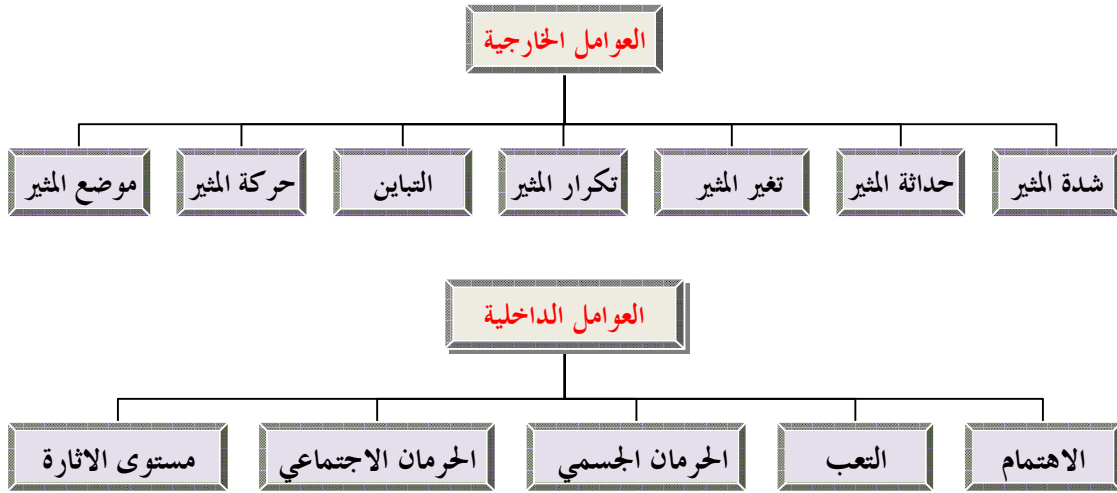 العوامل الخارجية
شدة المثير
حداثة المثير
تغير المثير
تكرار المثير
التباين
حركة المثير
موضع المثير
العوامل الداخلية
الاهتمام
التعب
الحرمان الجسمي
الحرمان الاجتماعي
مستوى الاثارة